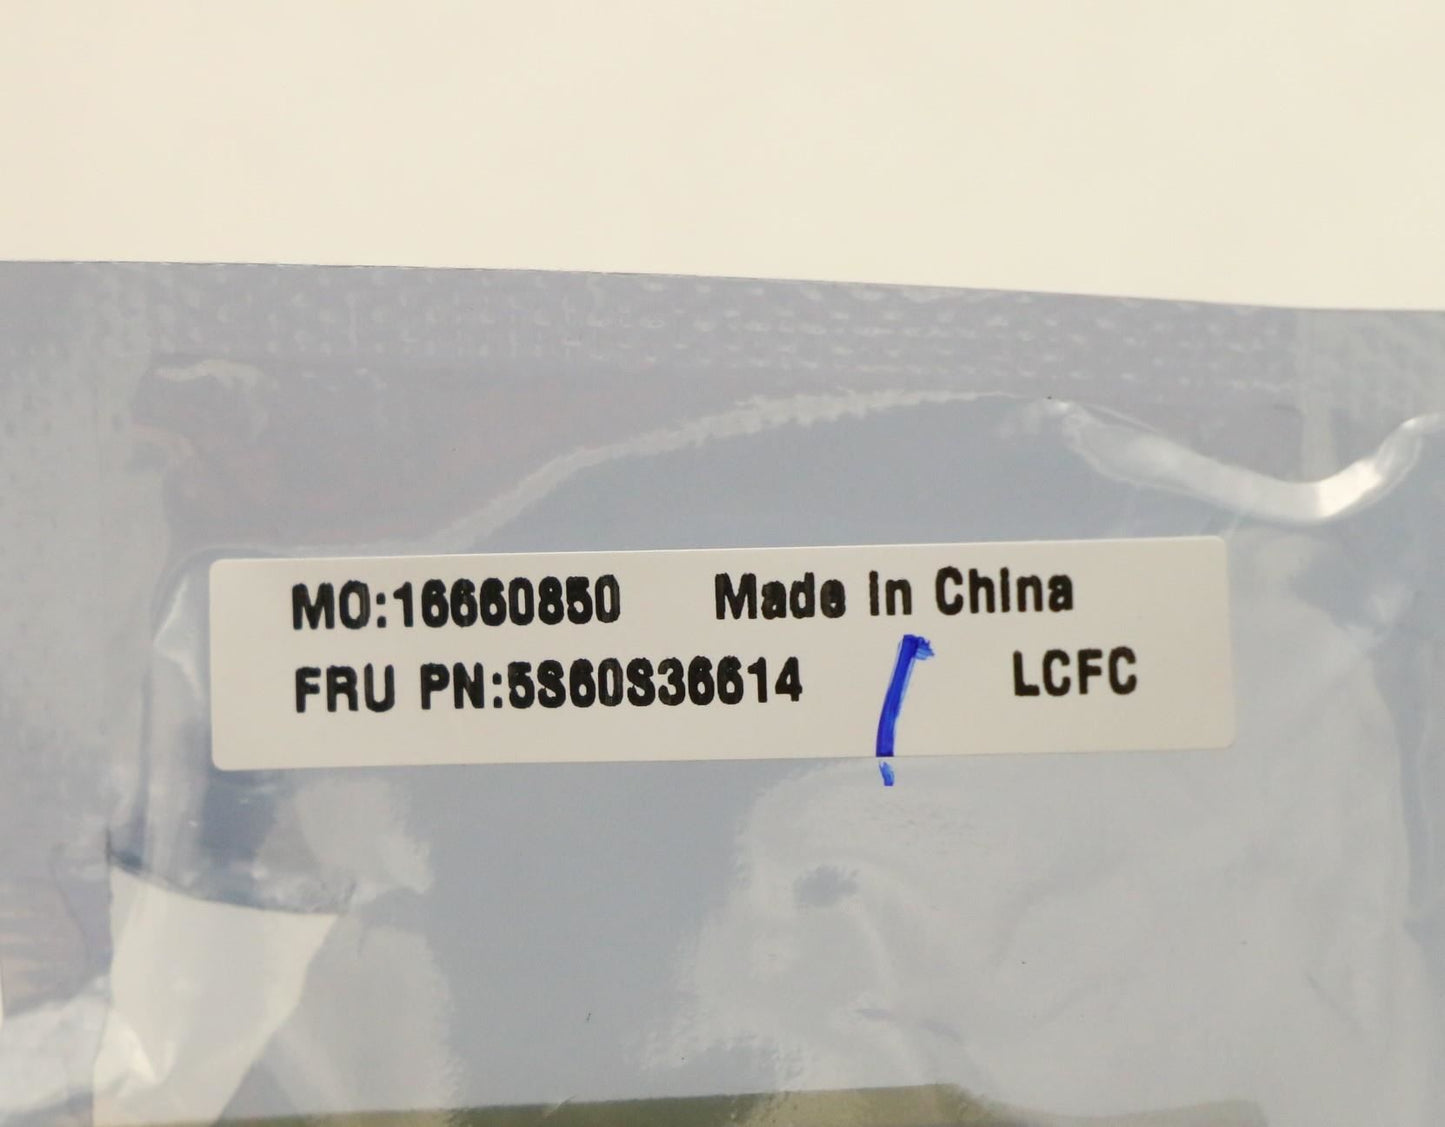 MO:16660850 Made in China
FRU PN:5S60S36614 LCFC